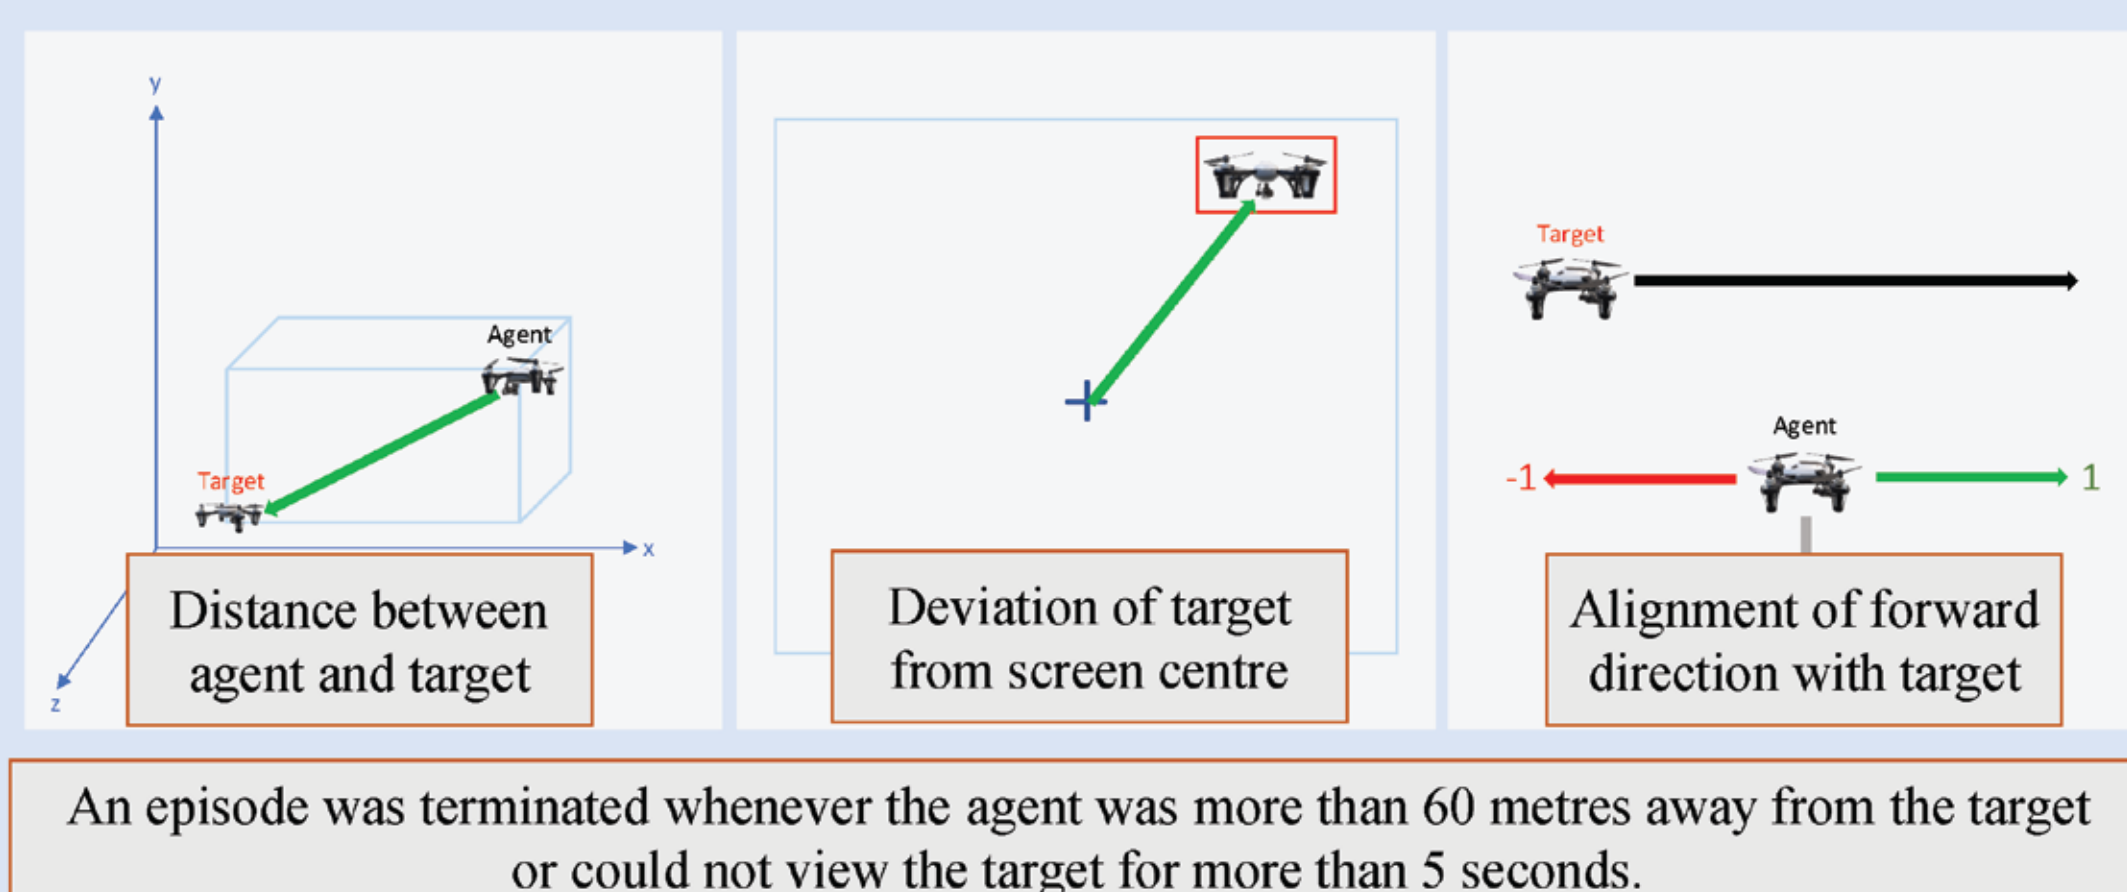 y
Agent
Target
x
z
Distance between
agent and target
Deviation of target
from screen centre
Target
Agent
-1
1
Alignment of forward
direction with target
An episode was terminated whenever the agent was more than 60 metres away from the target
or could not view the target for more than 5 seconds.